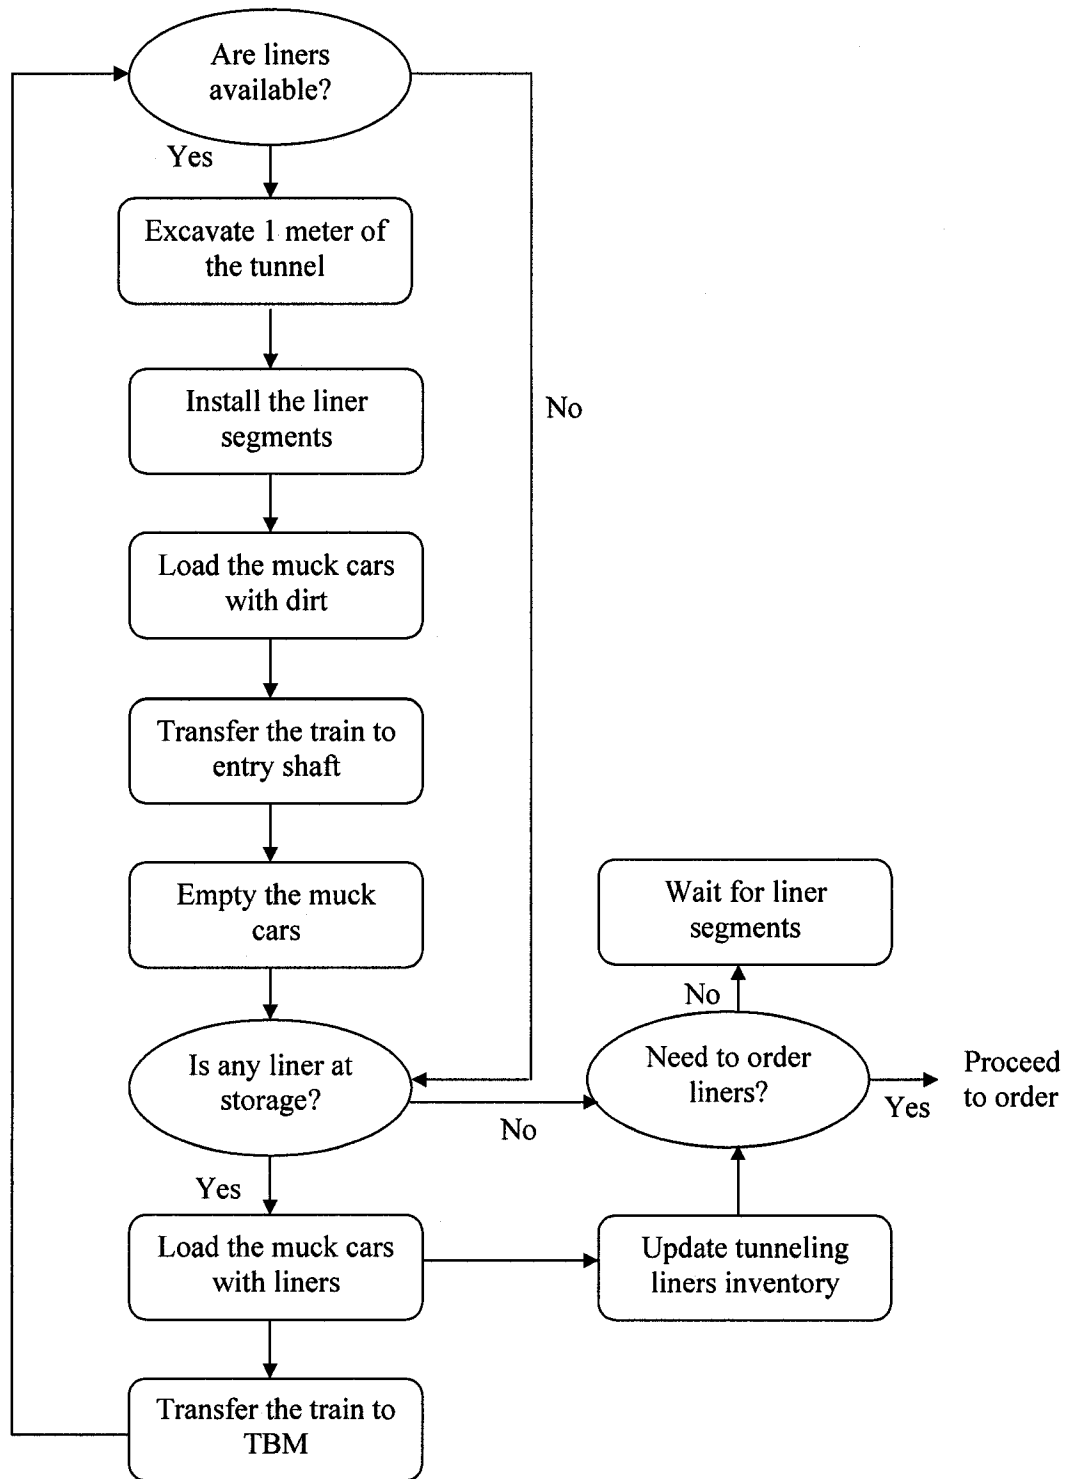 Are liners
available?
Yes
Excavate 1 meter of
the tunnel
Install the liner
segments
No
Load the muck cars
with dirt
Transfer the train to
entry shaft
Empty the muck
cars
Wait for liner
segments
No
Is any liner at
storage?
Need to order
liners?
Proceed
to order
Yes
No
Yes
Load the muck cars
with liners
Update tunneling
liners inventory
Transfer the train to
TBM